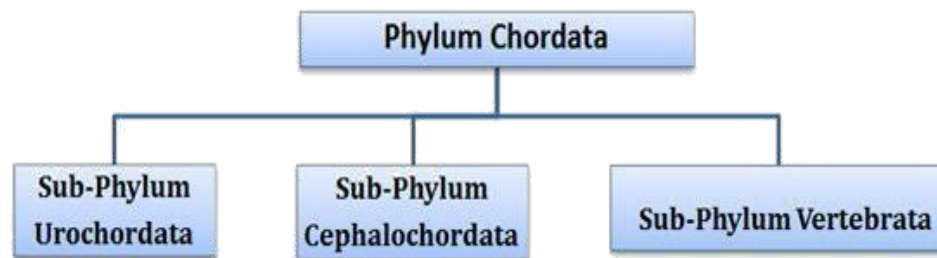 Phylum Chordata
Sub-Phylum
Urochordata
Sub-Phylum
Cephalochordata
Sub-Phylum Vertebrata